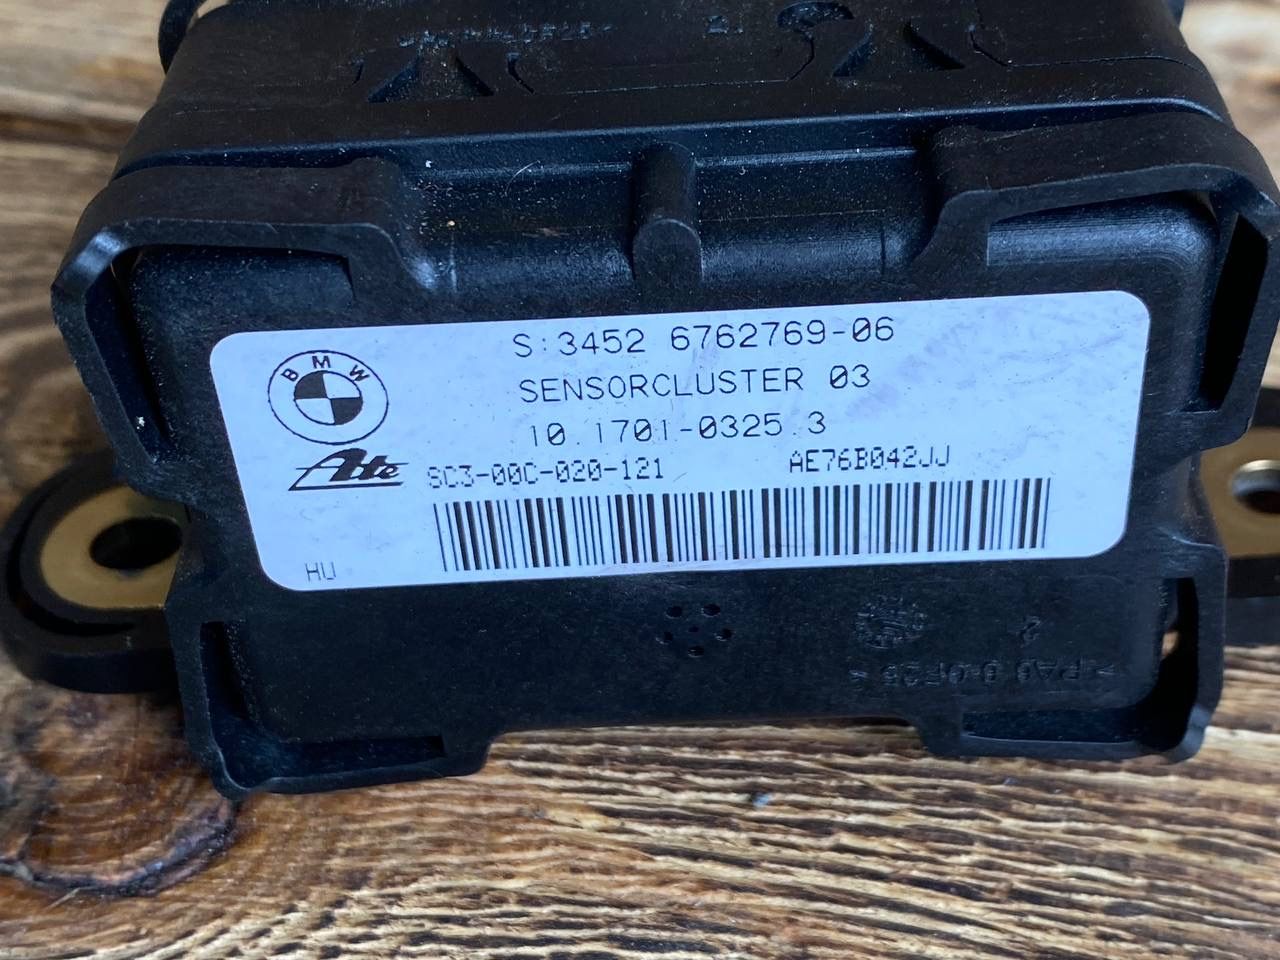 S:3452 6762769-06
BMW
SENSORCLUSTER 03
10.1701-0325.3
Ate
SC3-00C-020-121 AE76B042JJ
HU